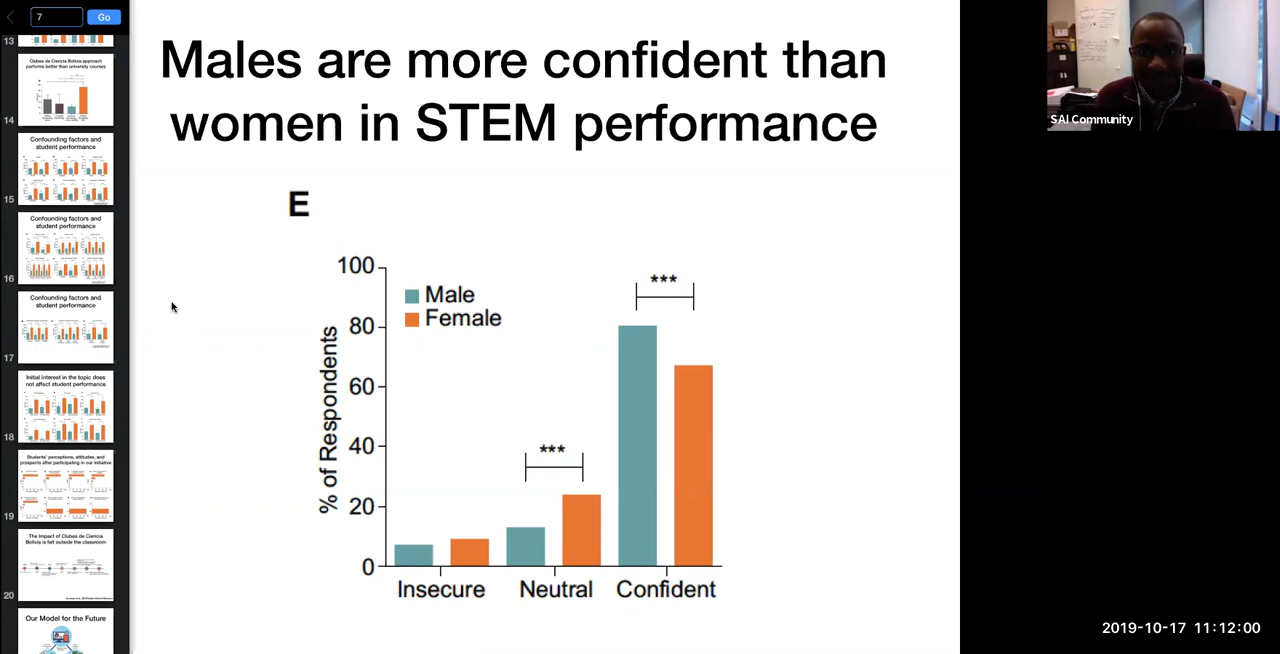 7
Go
13
Clubes de Ciencia Bolivia approach
performs better than university courses
14
Confounding factors and
student performance
15
Confounding factors and
student performance
16
Confounding factors and
student performance
17
Initial interest in the topic does
not affect student performance
18
Students' perceptions, attitudes, and
prospects after participating in our initiative
19
The Impact of Clubes de Ciencia
Bolivia is felt outside the classroom
20
Our Model for the Future
Males are more confident than
women in STEM performance
E
% of Respondents
100
80
60
40
20
0
Male
Female
***
***
Insecure
Neutral
Confident
SAI Community
2019-10-17 11:12:00